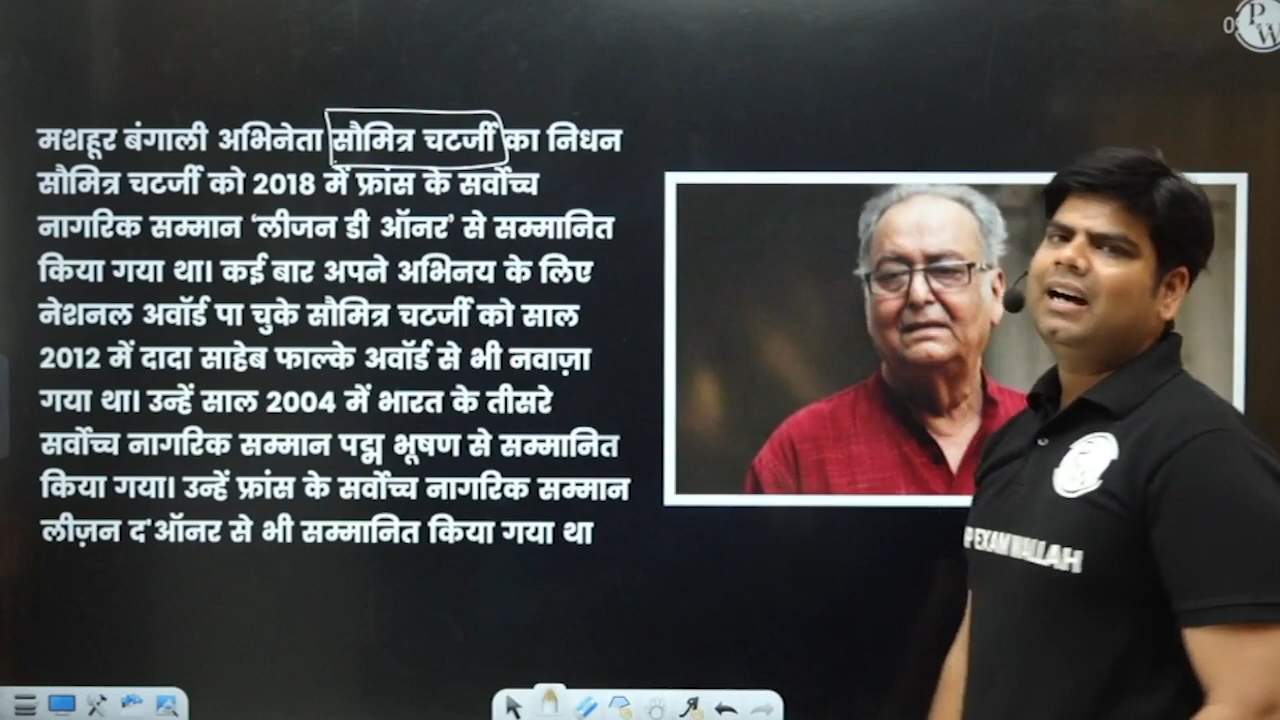 मशहूर बंगाली अभिनेता सौमित्र चटर्जी का निधन
सौमित्र चटर्जी को 2018 में फ्रांस के सर्वोच्च
नागरिक सम्मान ‘लीजन डी ऑनर’ से सम्मानित
किया गया था। कई बार अपने अभिनय के लिए
नेशनल अवॉर्ड पा चुके सौमित्र चटर्जी को साल
2012 में दादा साहेब फाल्के अवॉर्ड से भी नवाज़ा
गया था। उन्हें साल 2004 में भारत के तीसरे
सर्वोच्च नागरिक सम्मान पद्म भूषण से सम्मानित
किया गया। उन्हें फ्रांस के सर्वोच्च नागरिक सम्मान
लीज़न द'ऑनर से भी सम्मानित किया गया था
PW
EXAM WALLAH